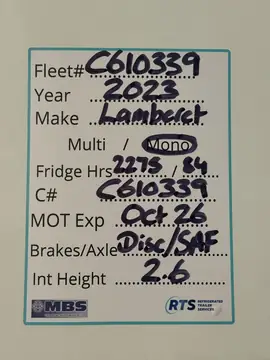 Fleet# C610339
Year 2023
Make Lamberet
Multi / Mono
Fridge Hrs 2275 / 84
C# C610339
MOT Exp Oct 26
Brakes/Axle Disc/SAF
Int Height 2.6
MBS
RTS REFRIGERATED TRAILER SERVICES